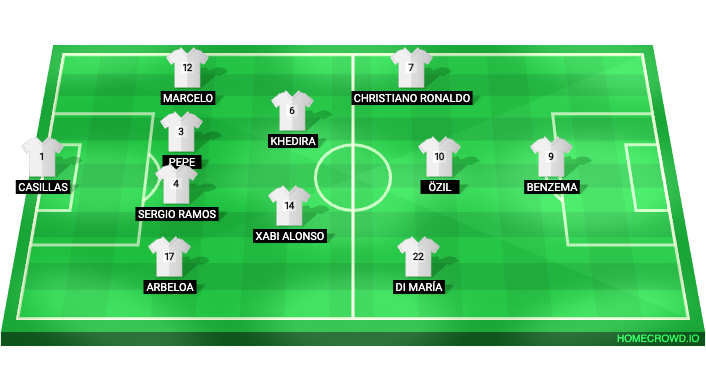 12
MARCELO
7
CHRISTIANO RONALDO
6
KHEDIRA
3
PEPE
1
CASILLAS
4
SERGIO RAMOS
10
ÖZIL
9
BENZEMA
14
XABI ALONSO
17
ARBELOA
22
DI MARÍA
HOMECROWD.IO